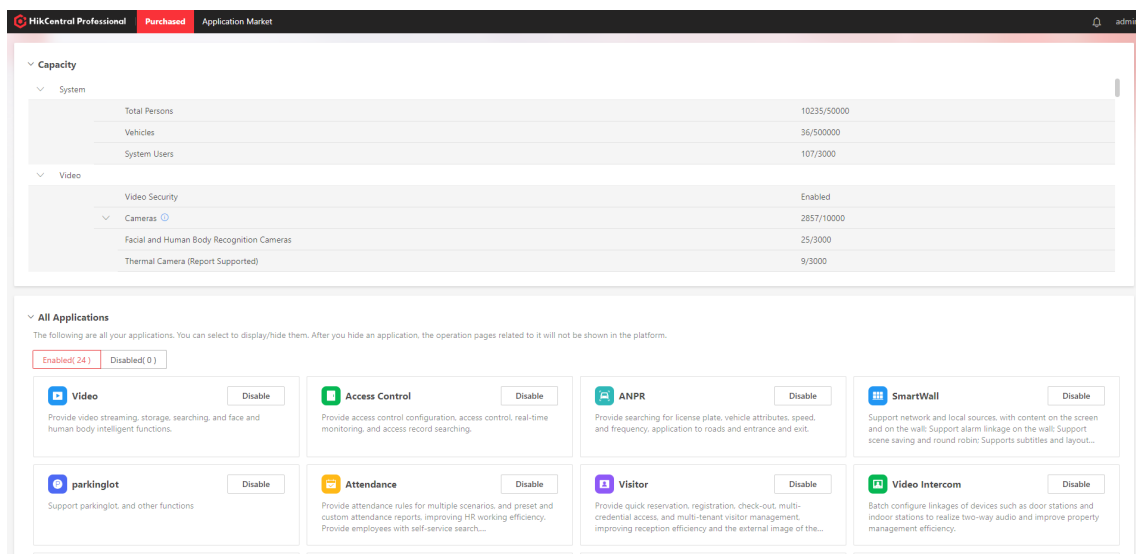 HikCentral Professional Purchased Application Market admin
Capacity
System
Total Persons 10235/50000
Vehicles 36/500000
System Users 107/3000
Video
Video Security Enabled
Cameras 2857/10000
Facial and Human Body Recognition Cameras 25/3000
Thermal Camera (Report Supported) 9/3000
All Applications
The following are all your applications. You can select to display/hide them. After you hide an application, the operation pages related to it will not be shown in the platform.
Enabled( 24 ) Disabled( 0 )
Video Disable
Provide video streaming, storage, searching, and face and
human body intelligent functions.
Access Control Disable
Provide access control configuration, access control, real-time
monitoring, and access record searching.
ANPR Disable
Provide searching for license plate, vehicle attributes, speed,
and frequency, application to roads and entrance and exit.
SmartWall Disable
Support network and local sources, with content on the screen
and on the wall; Support alarm linkage on the wall; Support
scene saving and round robin; Supports subtitles and layout...
parkinglot Disable
Support parkinglot, and other functions
Attendance Disable
Provide attendance rules for multiple scenarios, and preset and
custom attendance reports, improving HR working efficiency.
Provide employees with self-service search,...
Visitor Disable
Provide quick reservation, registration, check-out, multi-
credential access, and multi-tenant visitor management,
improving reception efficiency and the external image of the...
Video Intercom Disable
Batch configure linkages of devices such as door stations and
indoor stations to realize two-way audio and improve property
management efficiency.